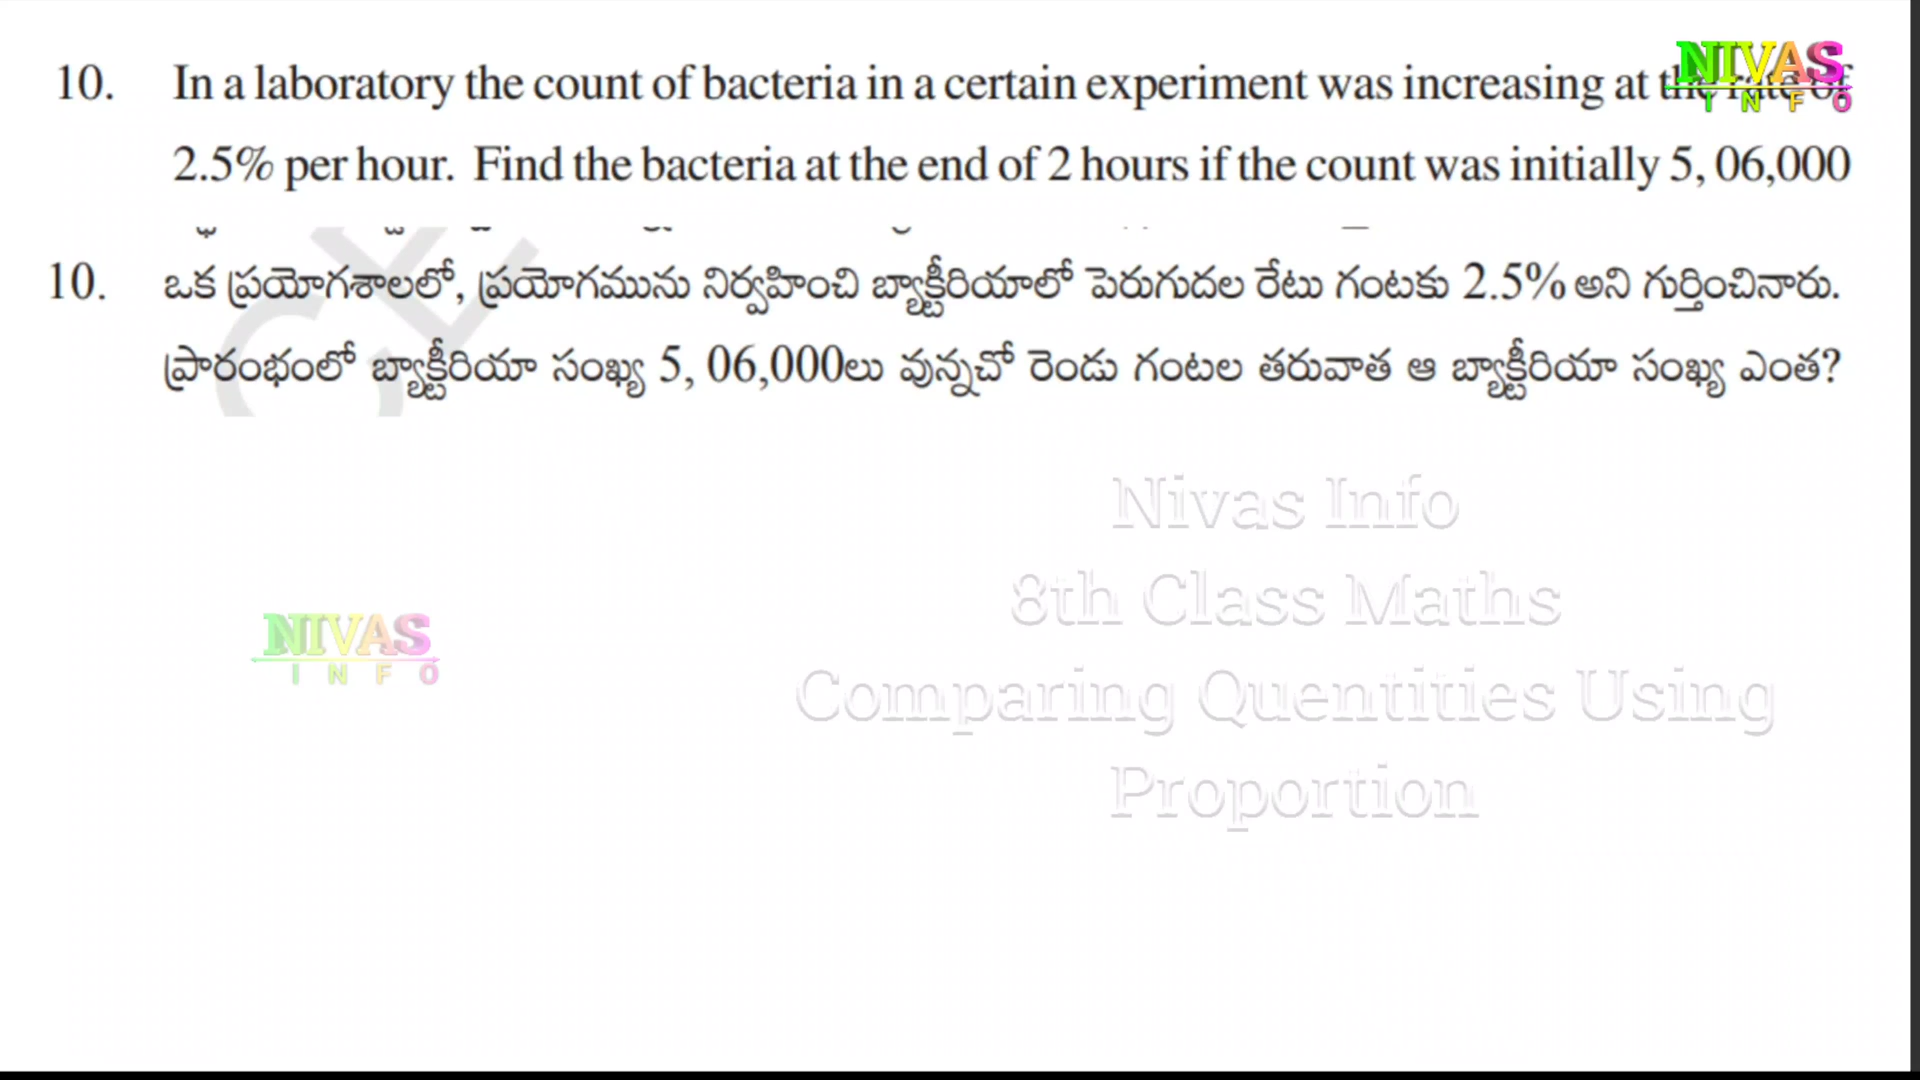 10. In a laboratory the count of bacteria in a certain experiment was increasing at the rate of
NIVAS
INFO
2.5% per hour. Find the bacteria at the end of 2 hours if the count was initially 5, 06,000
10. ఒక ప్రయోగశాలలో, ప్రయోగమును నిర్వహించి బ్యాక్టీరియాలో పెరుగుదల రేటు గంటకు 2.5% అని గుర్తించినారు.
ప్రారంభంలో బ్యాక్టీరియా సంఖ్య 5, 06,000లు వున్నచో రెండు గంటల తరువాత ఆ బ్యాక్టీరియా సంఖ్య ఎంత?
Nivas Info
8th Class Maths
NIVAS
INFO
Comparing Quentities Using
Proportion